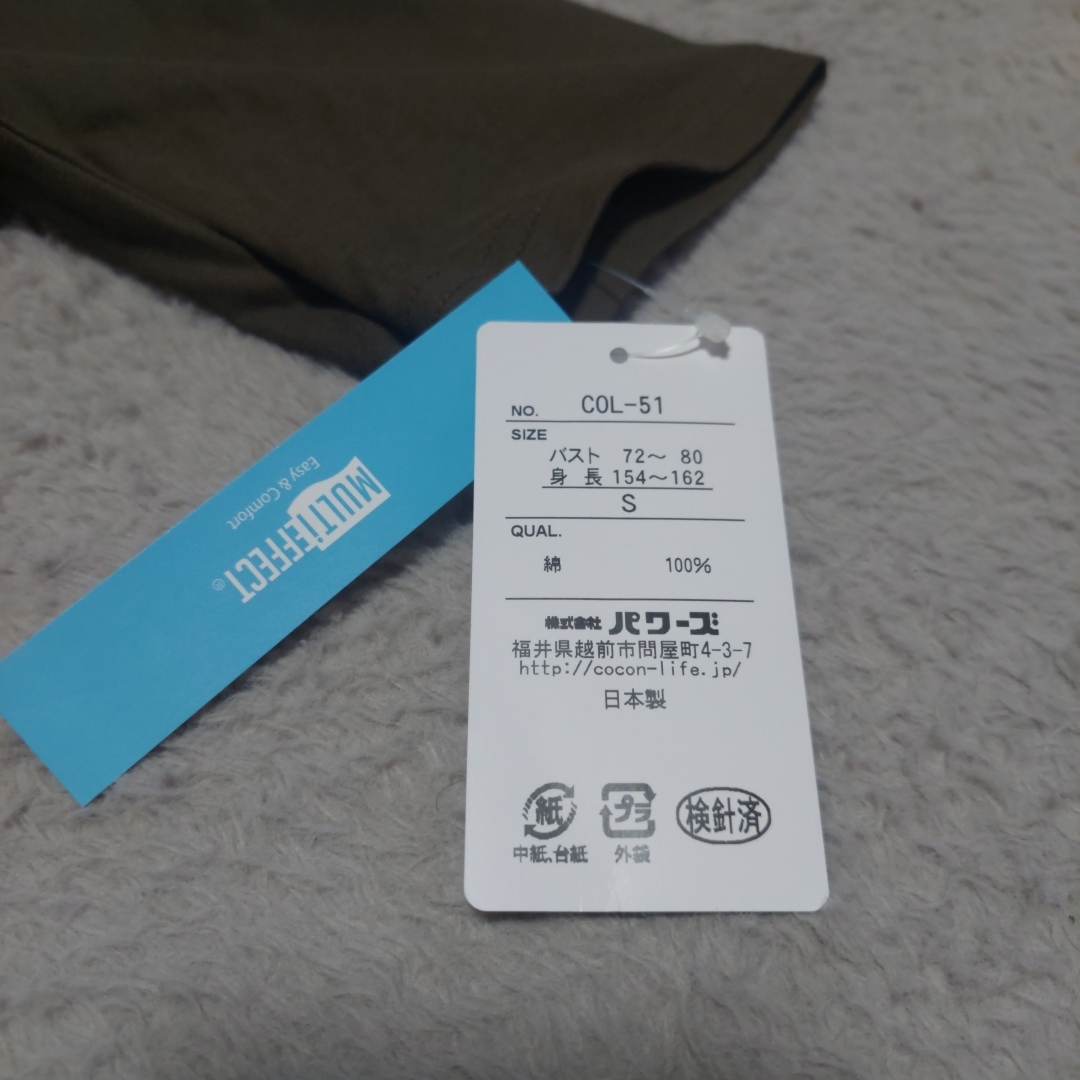 MULTIEFFECT®
Easy & Comfort
NO. COL-51
SIZE
バスト 72～ 80
身 長 154～162
S
QUAL.
綿 100%
株式会社 パワーズ
福井県越前市問屋町4-3-7
http://cocon-life.jp/
日本製
紙 プラ 検針済
中紙、台紙 外袋